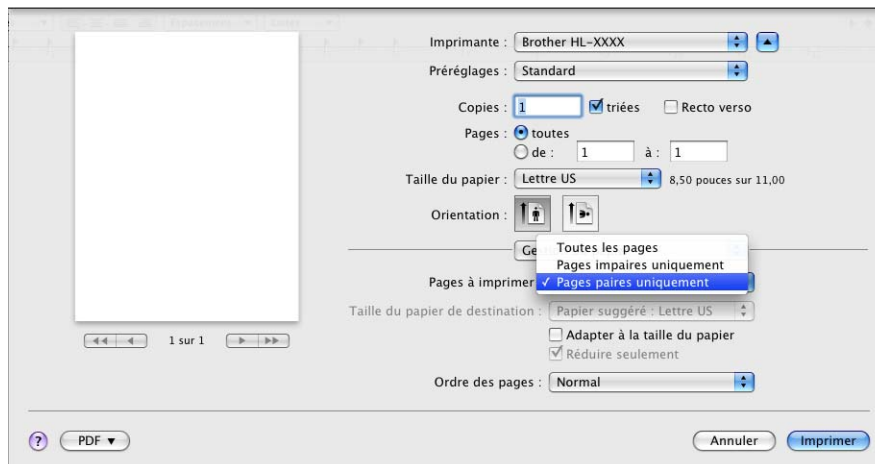 Imprimante : Brother HL-XXXX
Préréglages : Standard
Copies : 1 triées Recto verso
Pages : toutes
de : 1 à : 1
Taille du papier : Lettre US 8,50 pouces sur 11,00
Orientation :
Ge
Toutes les pages
Pages impaires uniquement
Pages à imprimer ✓ Pages paires uniquement
Taille du papier de destination : Papier suggéré : Lettre US
Adapter à la taille du papier
1 sur 1
Réduire seulement
Ordre des pages : Normal
? PDF ▼ Annuler Imprimer